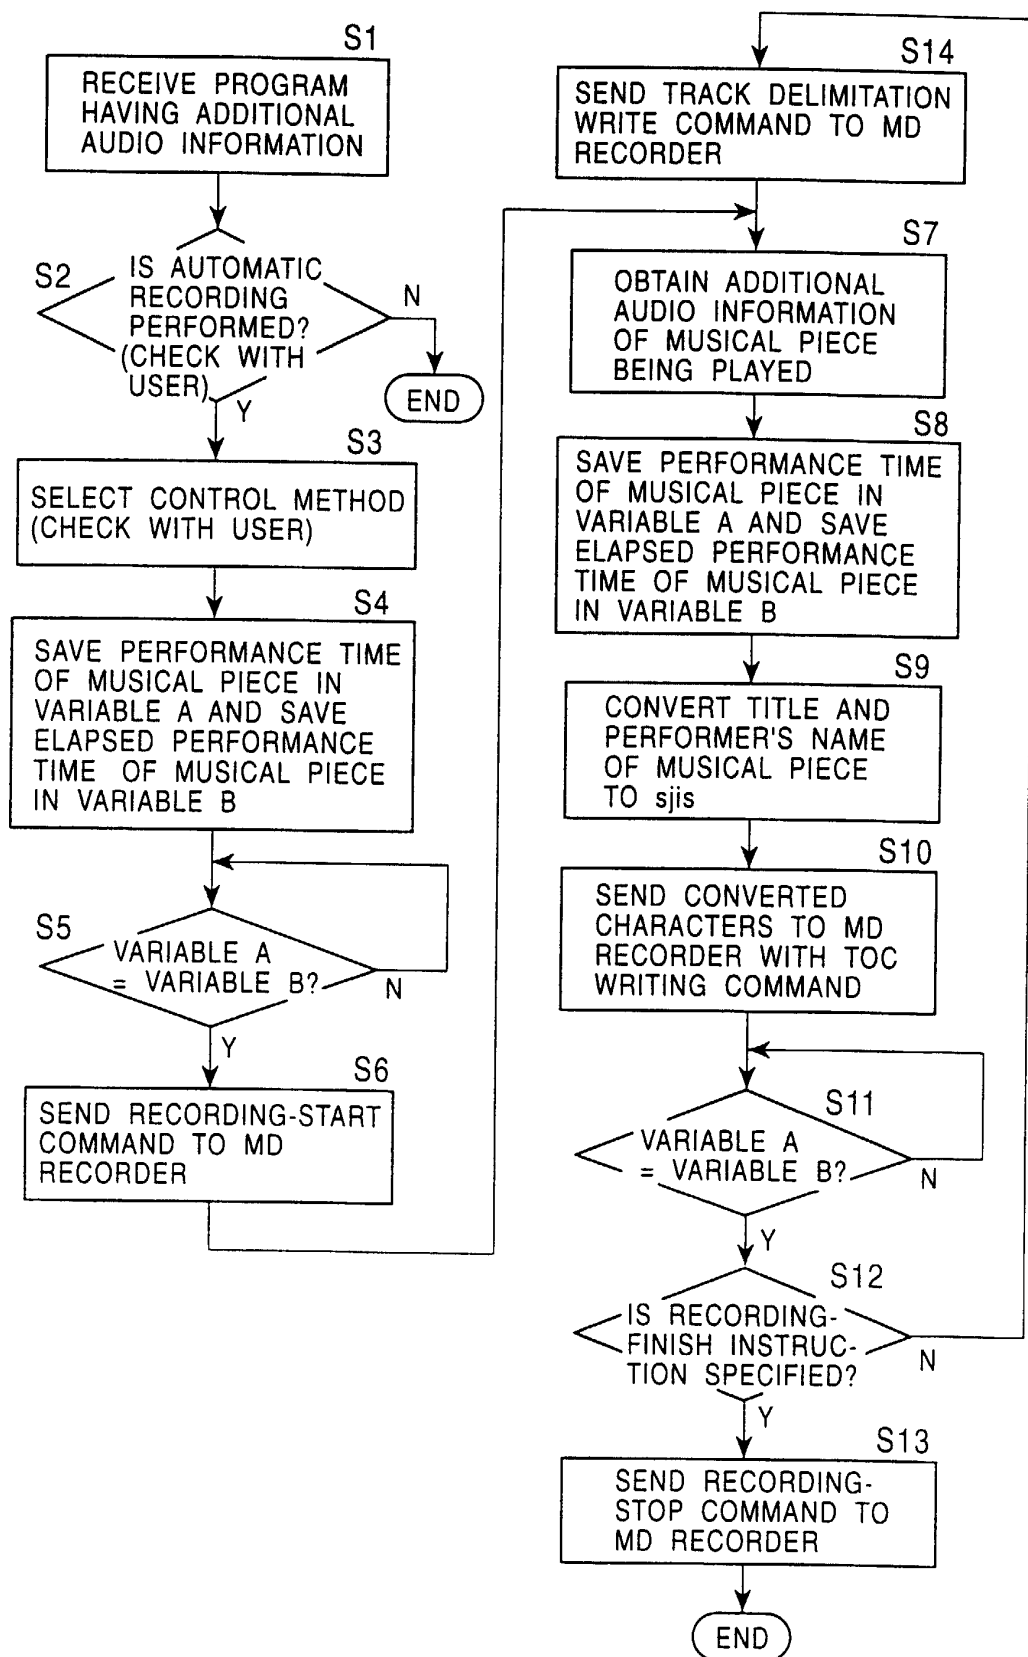 S1
RECEIVE PROGRAM
HAVING ADDITIONAL
AUDIO INFORMATION
S2
IS AUTOMATIC
RECORDING
PERFORMED?
(CHECK WITH
USER)
N
END
Y
S3
SELECT CONTROL METHOD
(CHECK WITH USER)
S4
SAVE PERFORMANCE TIME
OF MUSICAL PIECE IN
VARIABLE A AND SAVE
ELAPSED PERFORMANCE
TIME OF MUSICAL PIECE
IN VARIABLE B
S5
VARIABLE A
= VARIABLE B?
N
Y
S6
SEND RECORDING-START
COMMAND TO MD
RECORDER
S14
SEND TRACK DELIMITATION
WRITE COMMAND TO MD
RECORDER
S7
OBTAIN ADDITIONAL
AUDIO INFORMATION
OF MUSICAL PIECE
BEING PLAYED
S8
SAVE PERFORMANCE TIME
OF MUSICAL PIECE IN
VARIABLE A AND SAVE
ELAPSED PERFORMANCE
TIME OF MUSICAL PIECE
IN VARIABLE B
S9
CONVERT TITLE AND
PERFORMER'S NAME
OF MUSICAL PIECE
TO sjis
S10
SEND CONVERTED
CHARACTERS TO MD
RECORDER WITH TOC
WRITING COMMAND
S11
VARIABLE A
= VARIABLE B?
N
Y
S12
IS RECORDING-
FINISH INSTRUC-
TION SPECIFIED?
N
Y
S13
SEND RECORDING-
STOP COMMAND TO
MD RECORDER
END